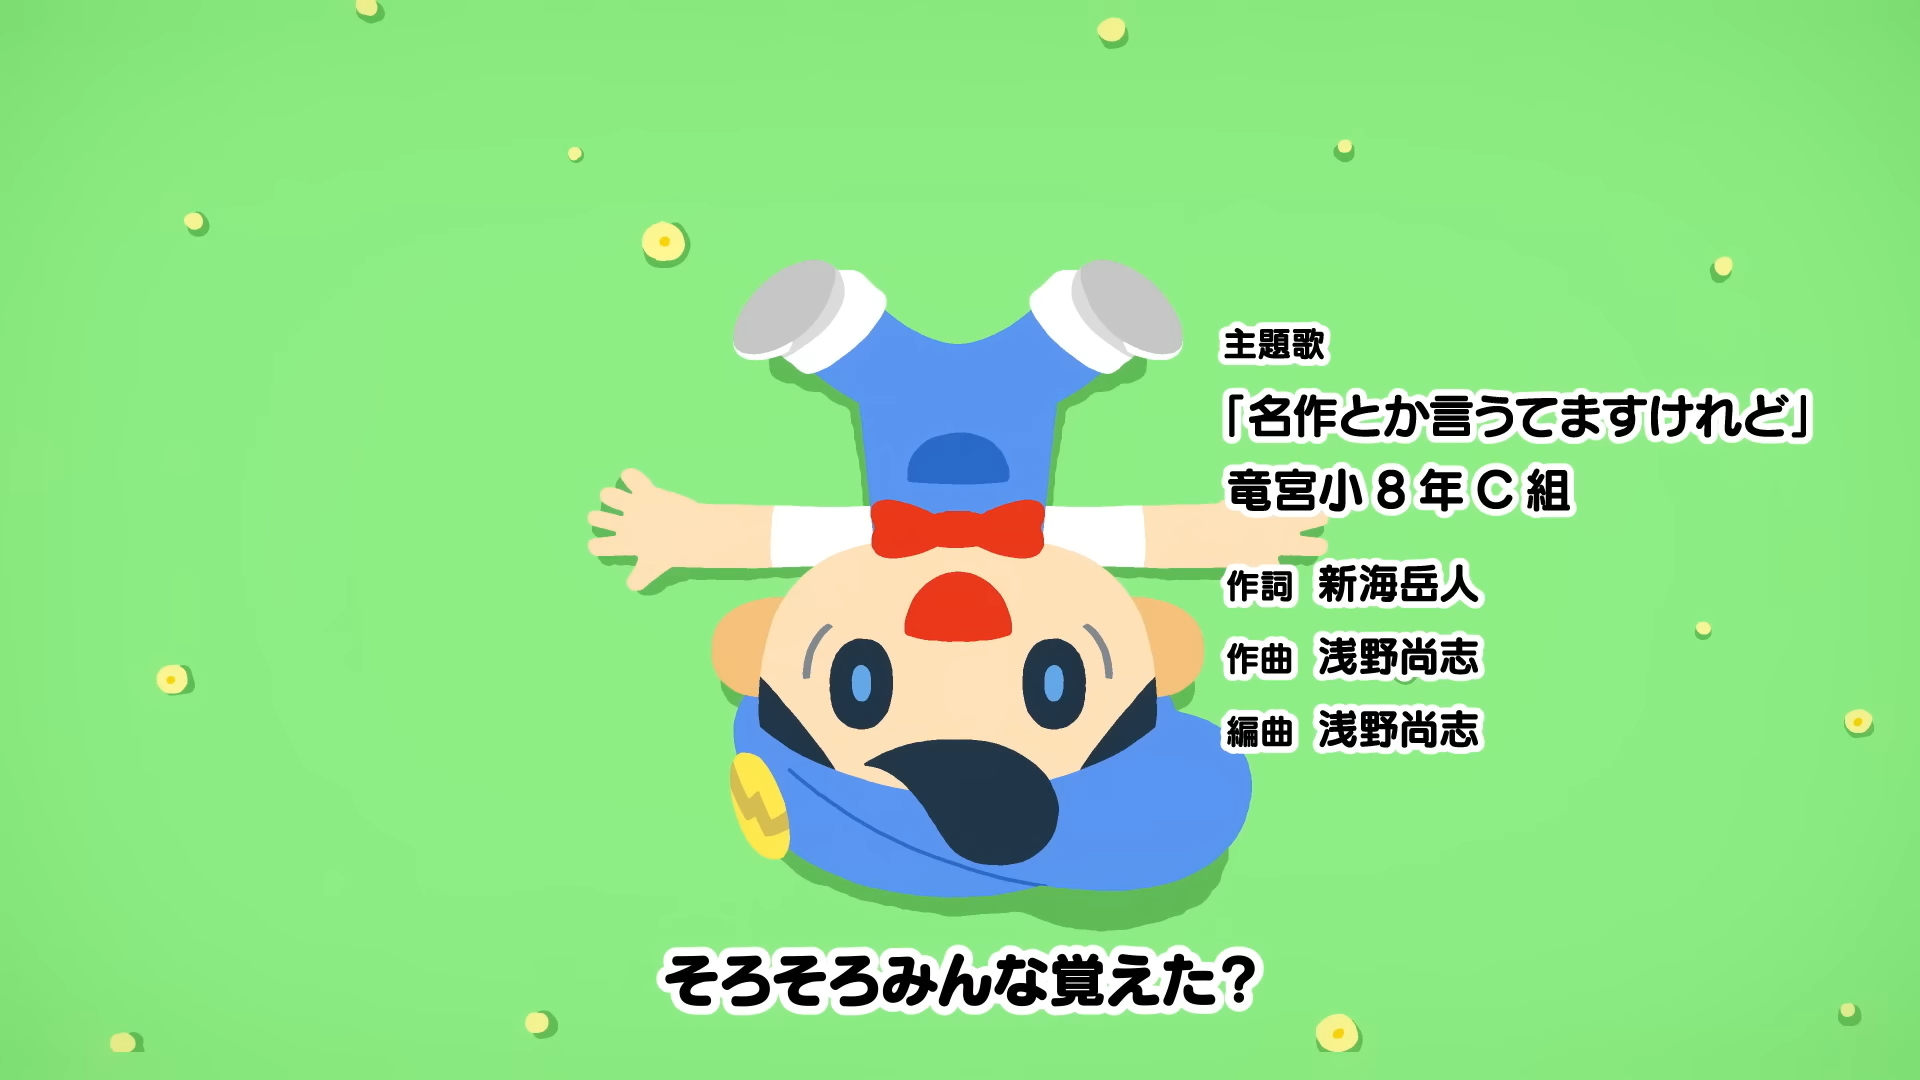 主題歌
「名作とか言うてますけれど」
竜宮小8年C組
作詞 新海岳人
作曲 浅野尚志
編曲 浅野尚志
そろそろみんな覚えた?